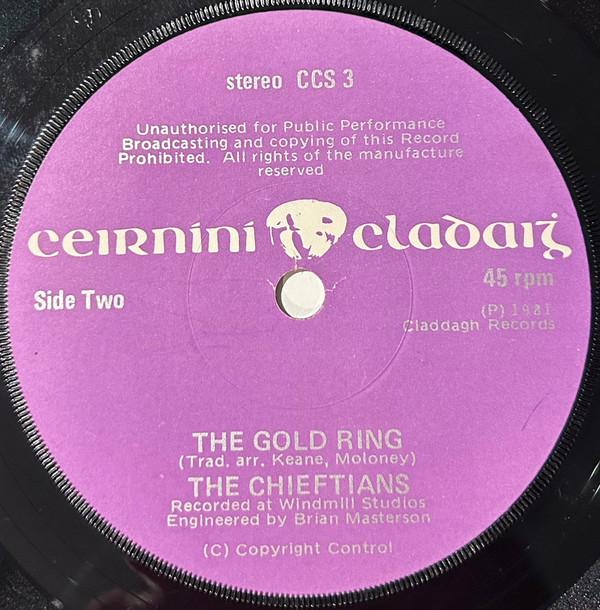 stereo CCS 3
Unauthorised for Public Performance
Broadcasting and copying of this Record
Prohibited. All rights of the manufacture
reserved
ceirníní cladaiġ
Side Two
45 rpm
(P) 1981
Claddagh Records
THE GOLD RING
(Trad. arr. Keane, Moloney)
THE CHIEFTIANS
Recorded at Windmill Studios
Engineered by Brian Masterson
(C) Copyright Control